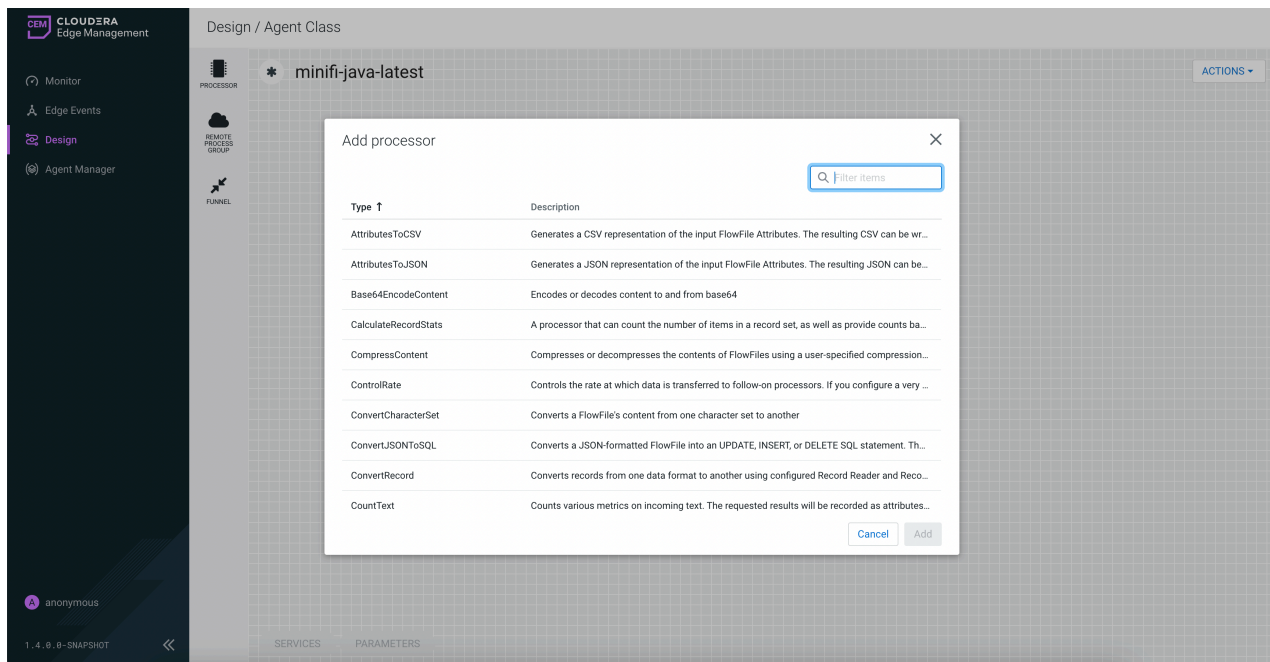 CEM CLOUDERA
Edge Management
Design / Agent Class
Monitor
Edge Events
Design
Agent Manager
PROCESSOR
REMOTE
PROCESS
GROUP
FUNNEL
minifi-java-latest
ACTIONS
Add processor
Filter items
Type Description
AttributesToCSV Generates a CSV representation of the input FlowFile Attributes. The resulting CSV can be wr...
AttributesToJSON Generates a JSON representation of the input FlowFile Attributes. The resulting JSON can be...
Base64EncodeContent Encodes or decodes content to and from base64
CalculateRecordStats A processor that can count the number of items in a record set, as well as provide counts ba...
CompressContent Compresses or decompresses the contents of FlowFiles using a user-specified compression...
ControlRate Controls the rate at which data is transferred to follow-on processors. If you configure a very ...
ConvertCharacterSet Converts a FlowFile's content from one character set to another
ConvertJSONToSQL Converts a JSON-formatted FlowFile into an UPDATE, INSERT, or DELETE SQL statement. Th...
ConvertRecord Converts records from one data format to another using configured Record Reader and Reco...
CountText Counts various metrics on incoming text. The requested results will be recorded as attributes...
Cancel Add
A anonymous
1.4.0.0-SNAPSHOT
SERVICES PARAMETERS